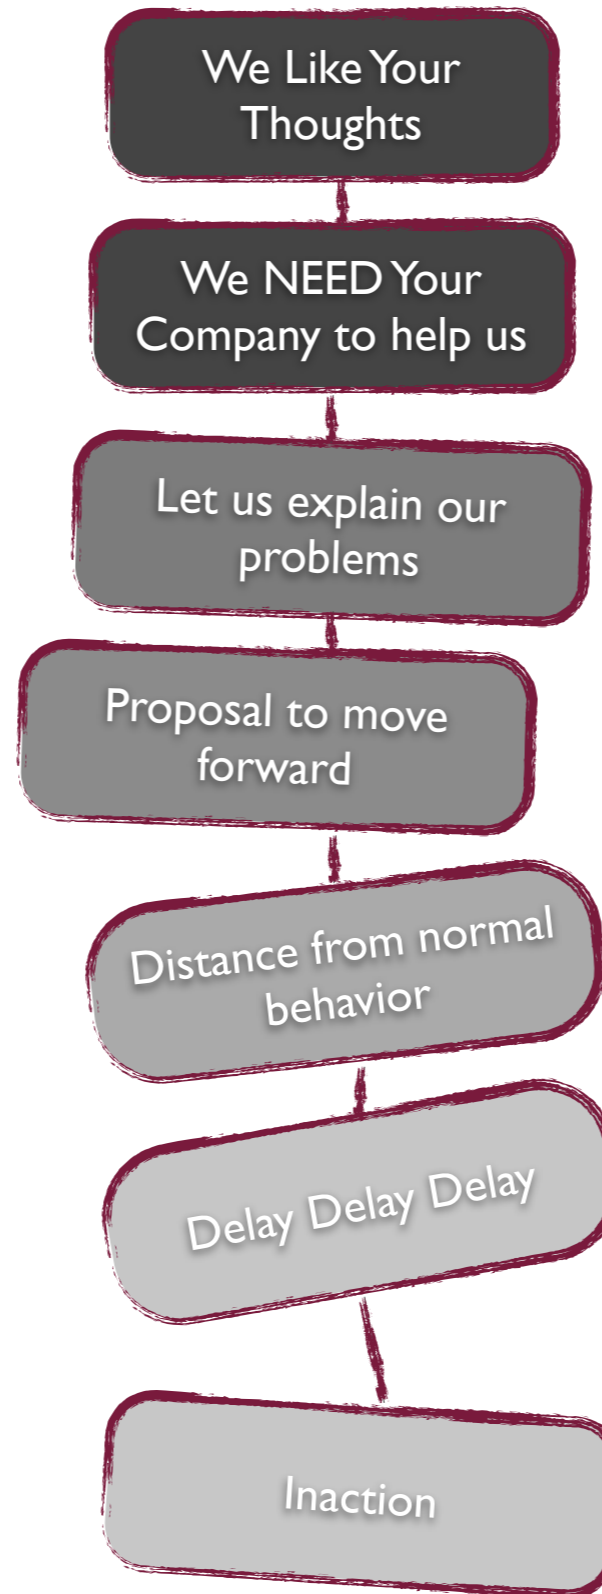 We Like Your
Thoughts
We NEED Your
Company to help us
Let us explain our
problems
Proposal to move
forward
Distance from normal
behavior
Delay Delay Delay
Inaction